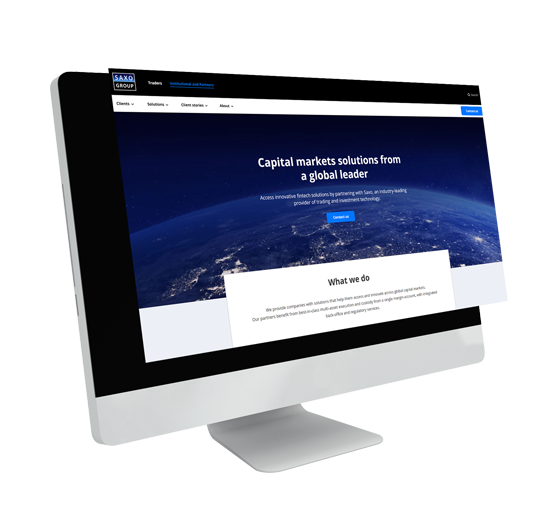 SAXO
GROUP
Traders Institutional and Partners
Search
Clients Solutions Client stories About
Contact us
Capital markets solutions from
a global leader
Access innovative fintech solutions by partnering with Saxo, an industry-leading
provider of trading and investment technology.
Contact us
What we do
We provide companies with solutions that help them access and innovate across global capital markets.
Our partners benefit from best-in-class multi-asset execution and custody from a single margin account, with integrated
back-office and regulatory services.